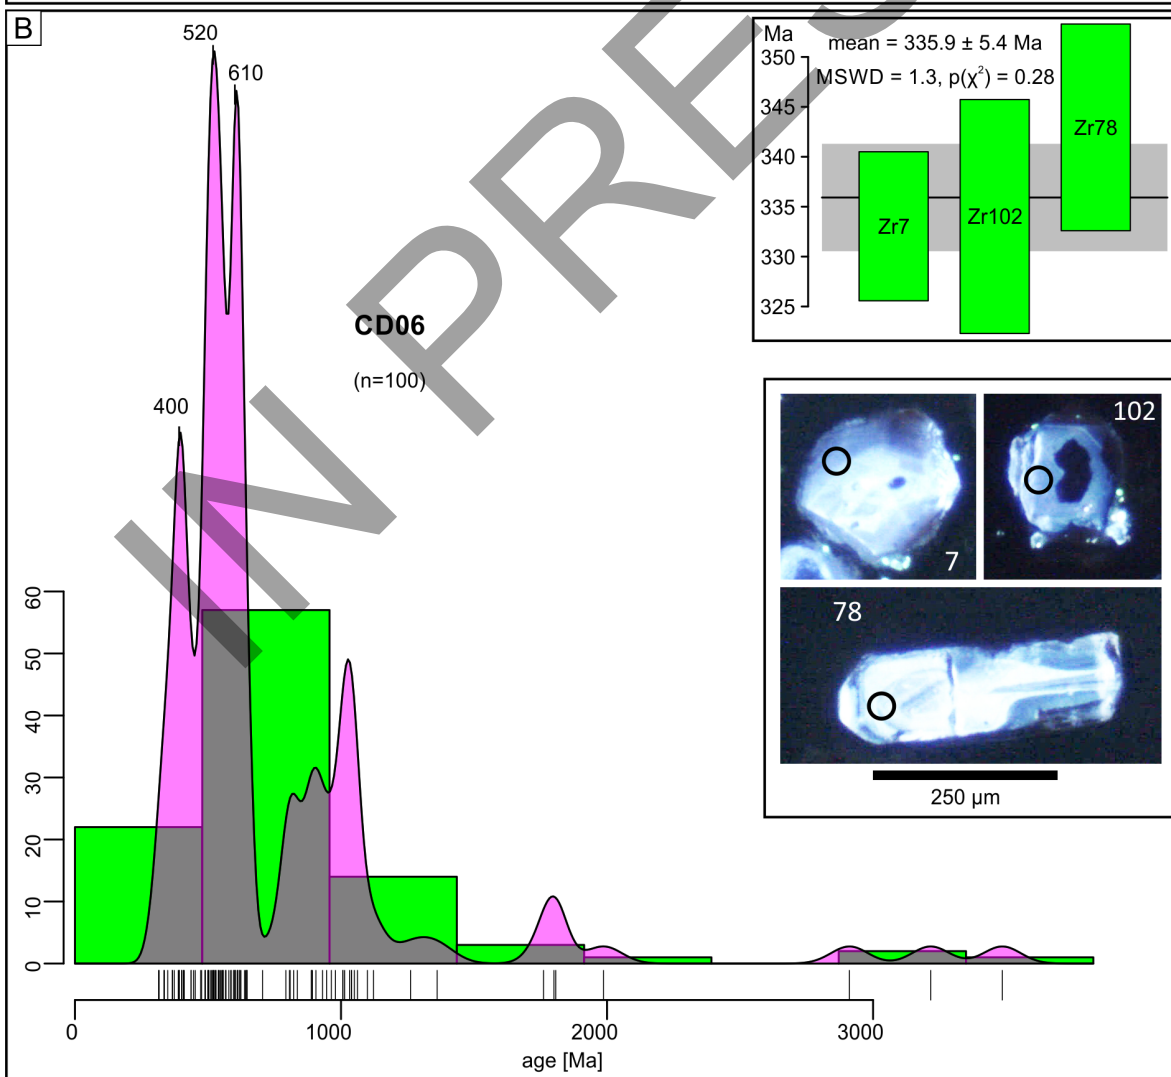 B
520
610
400
CD06
(n=100)
Ma
mean = 335.9 ± 5.4 Ma
MSWD = 1.3, p(χ²) = 0.28
350
345
340
335
330
325
Zr7
Zr102
Zr78
7
102
78
250 µm
60
50
40
30
20
10
0
0
1000
2000
3000
age [Ma]
IN PRES